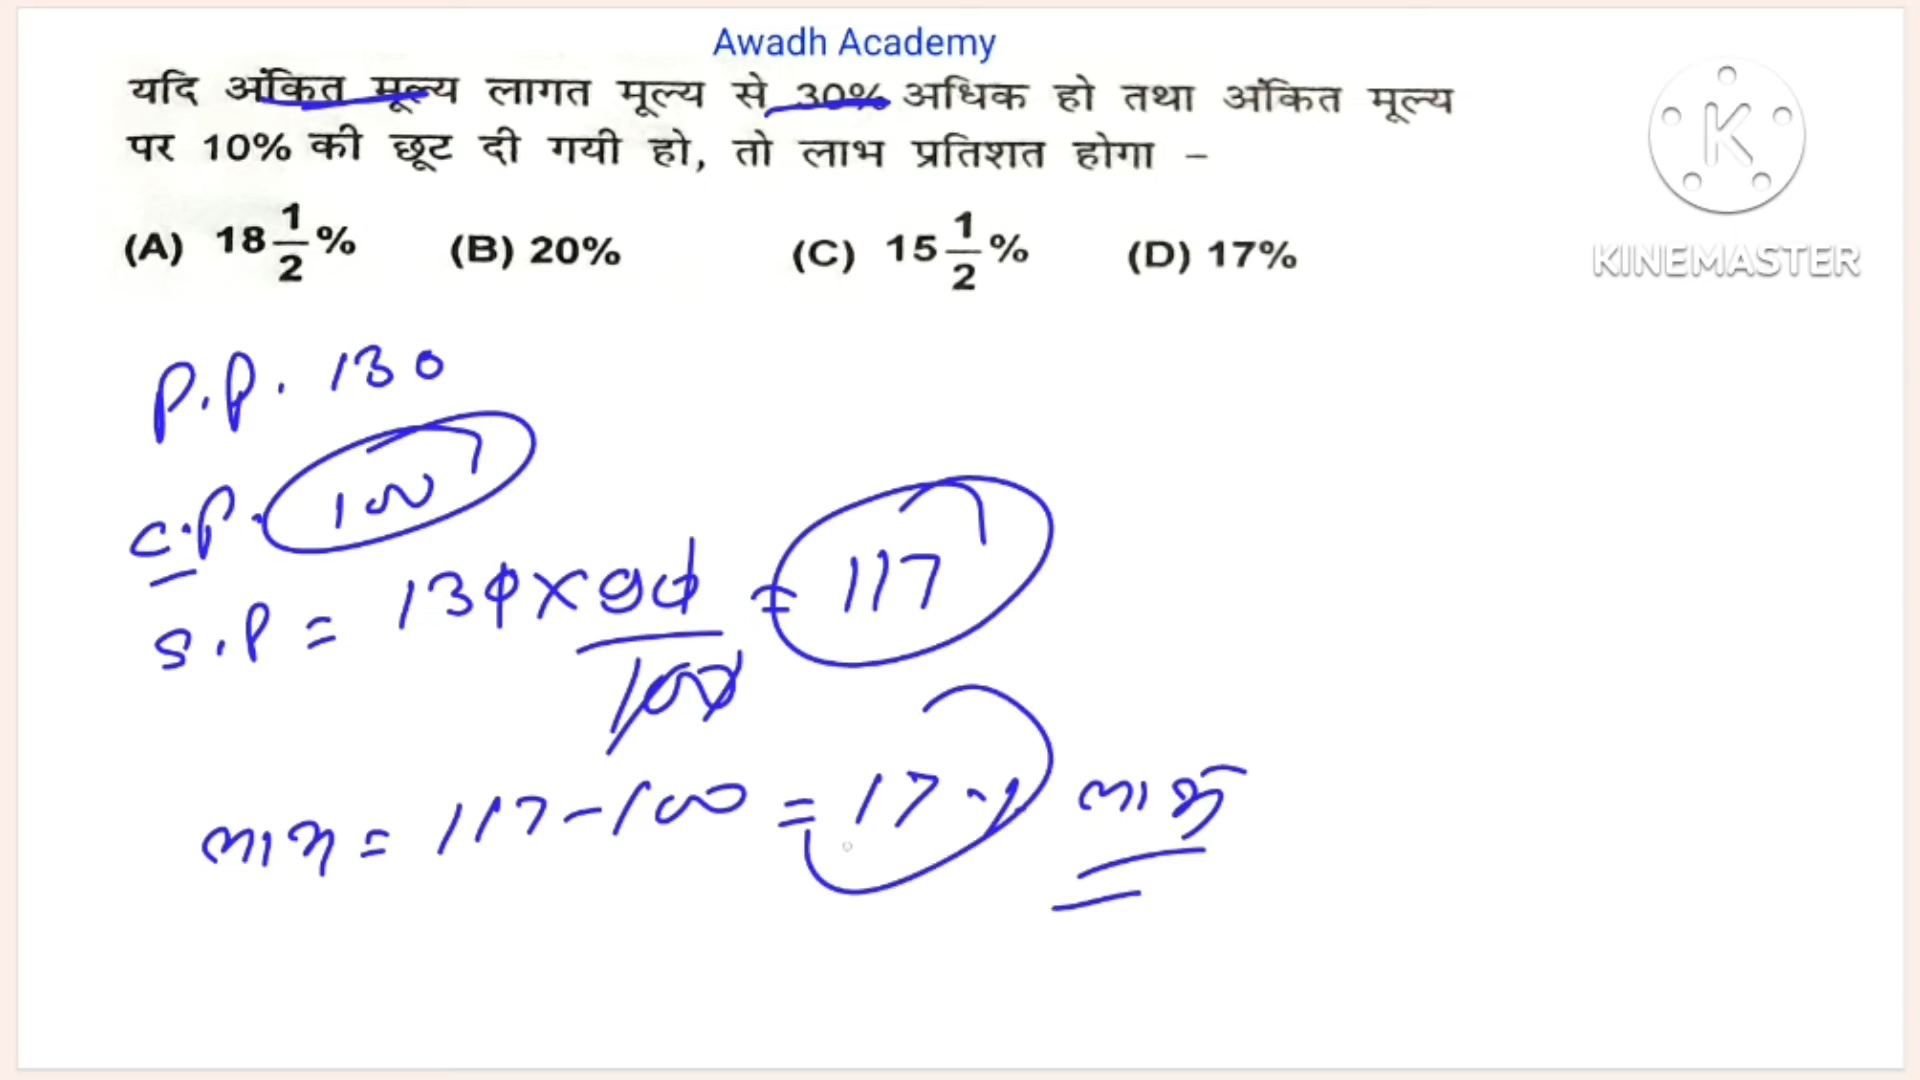 Awadh Academy
यदि अंकित मूल्य लागत मूल्य से 30% अधिक हो तथा अंकित मूल्य
पर 10% की छूट दी गयी हो, तो लाभ प्रतिशत होगा –
(A) 18 1/2 % (B) 20% (C) 15 1/2 % (D) 17%
K
KINEMASTER
P.P. 130
C.P. 100
S.P = 130 × 90 / 100 = 117
लाभ = 117 - 100 = 17 % लाभ